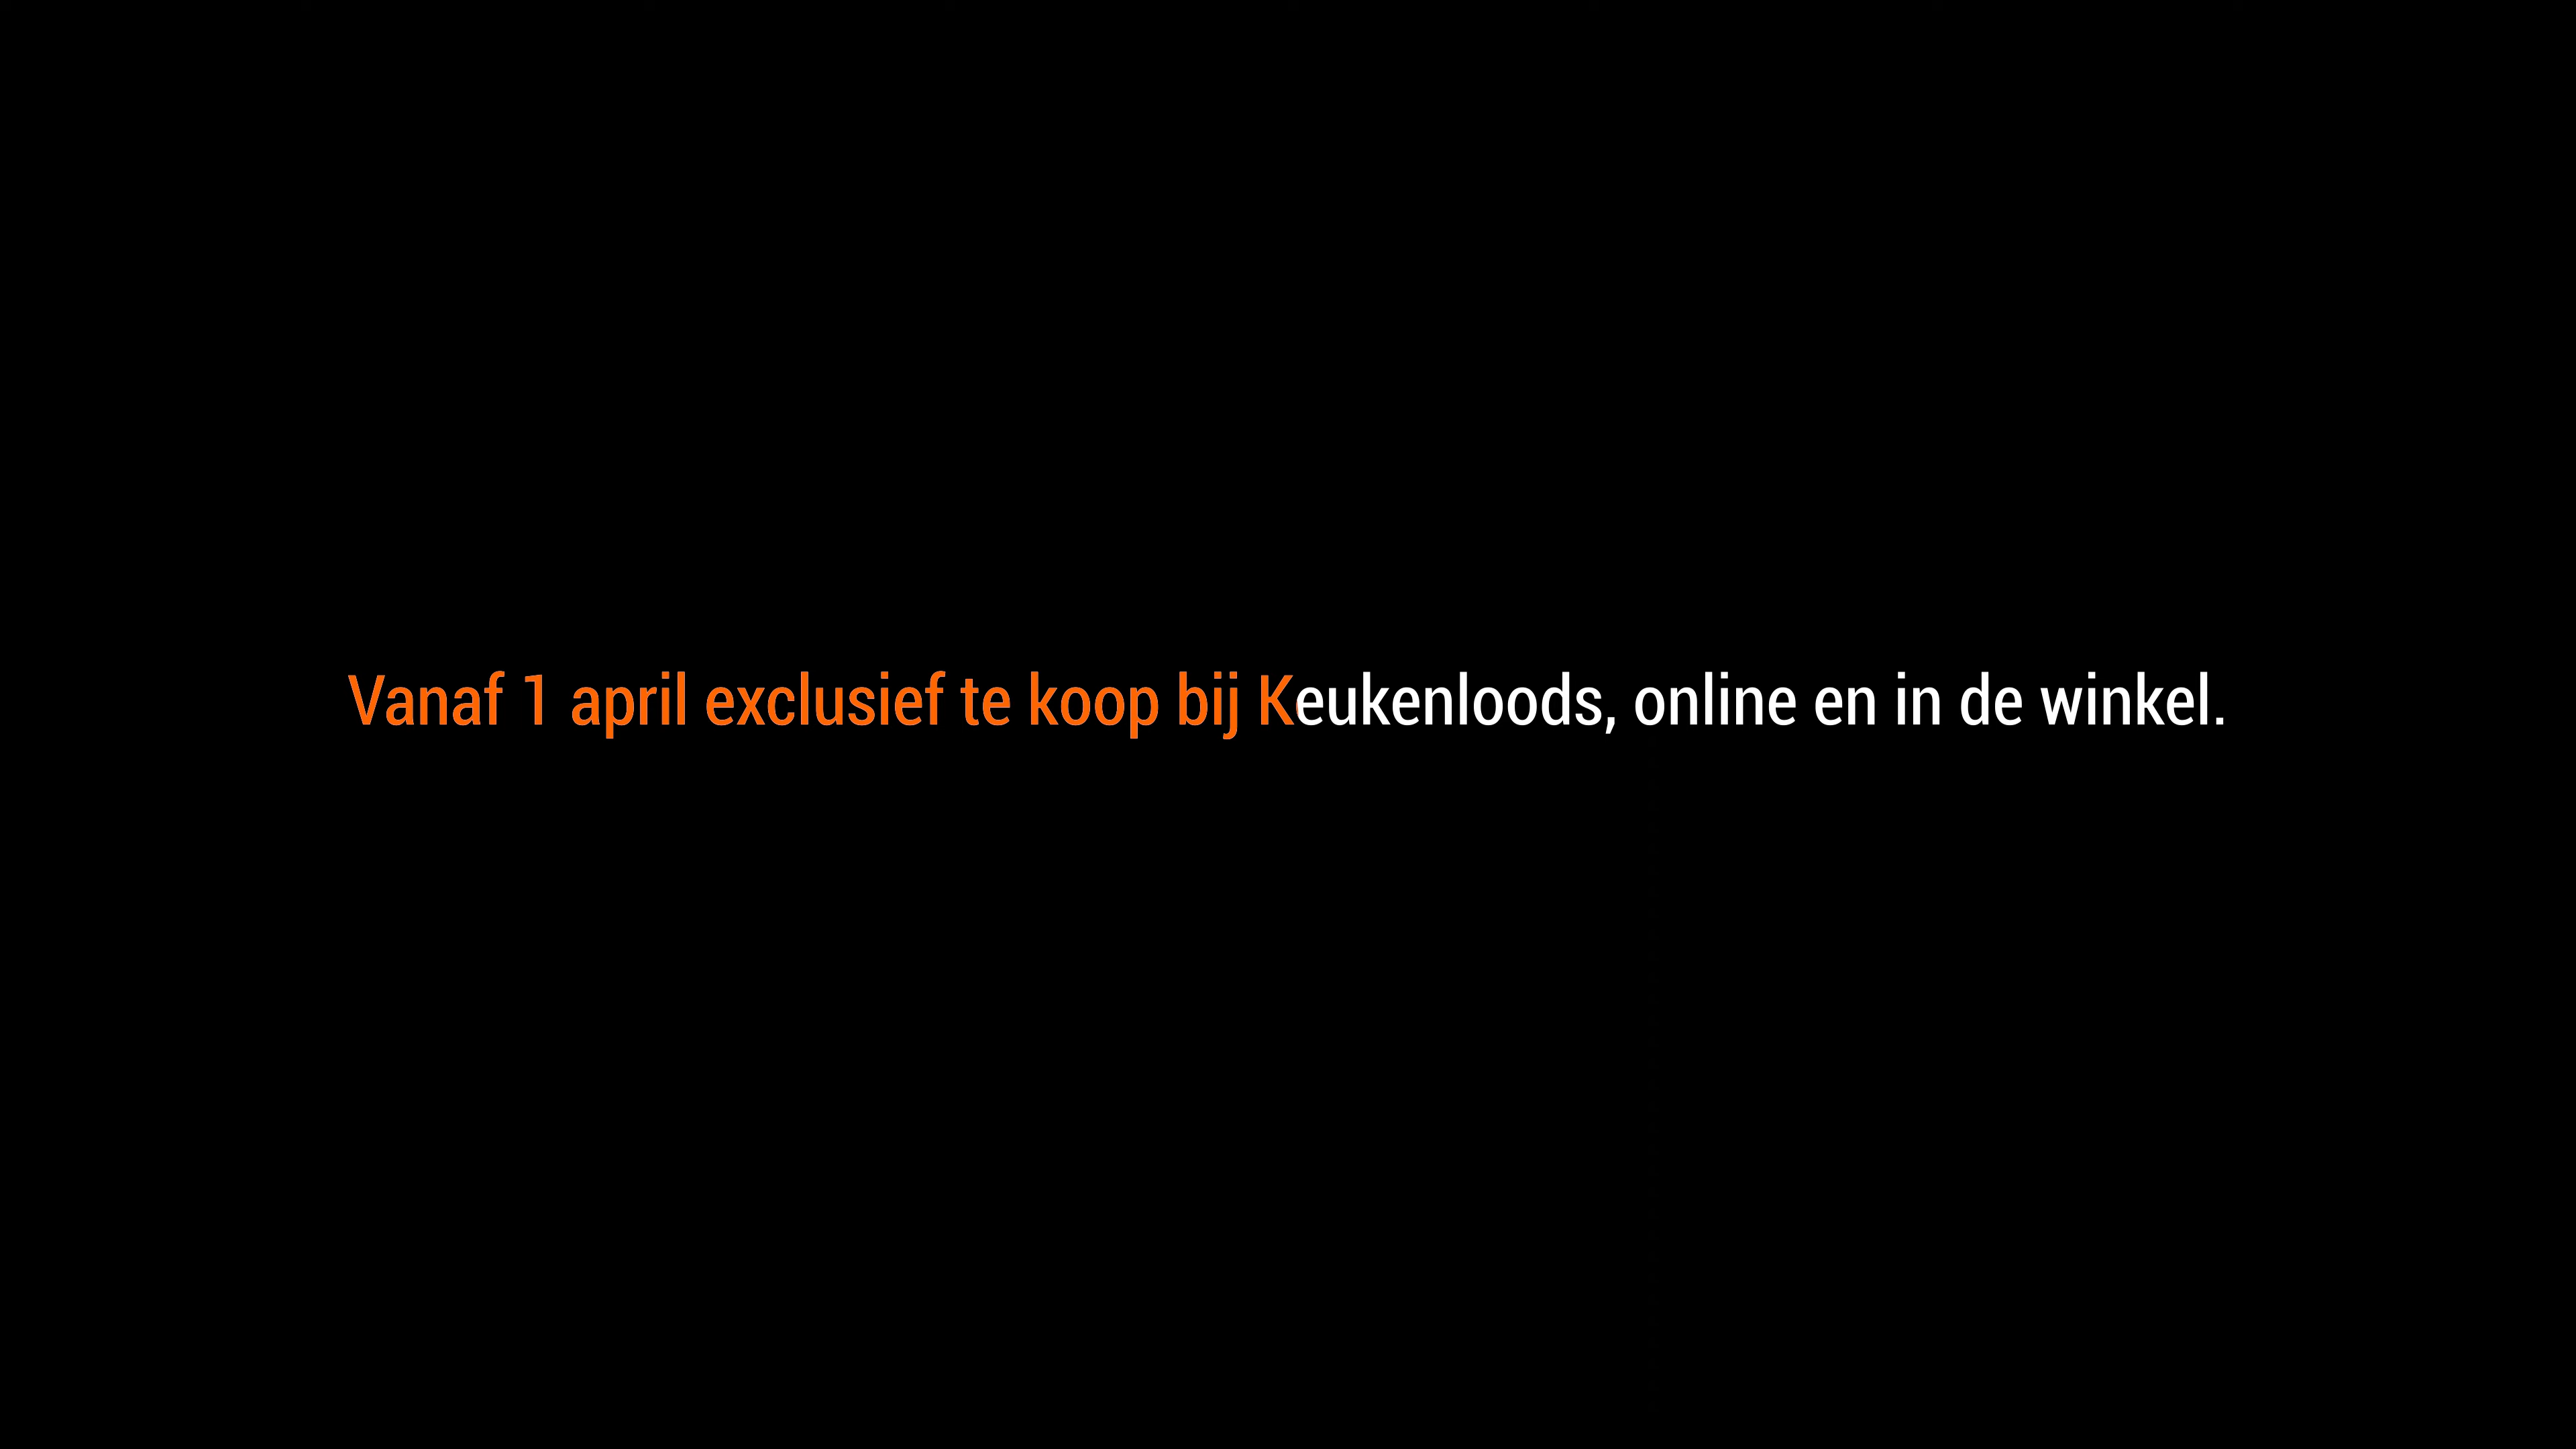 Vanaf 1 april exclusief te koop bij Keukenloods, online en in de winkel.